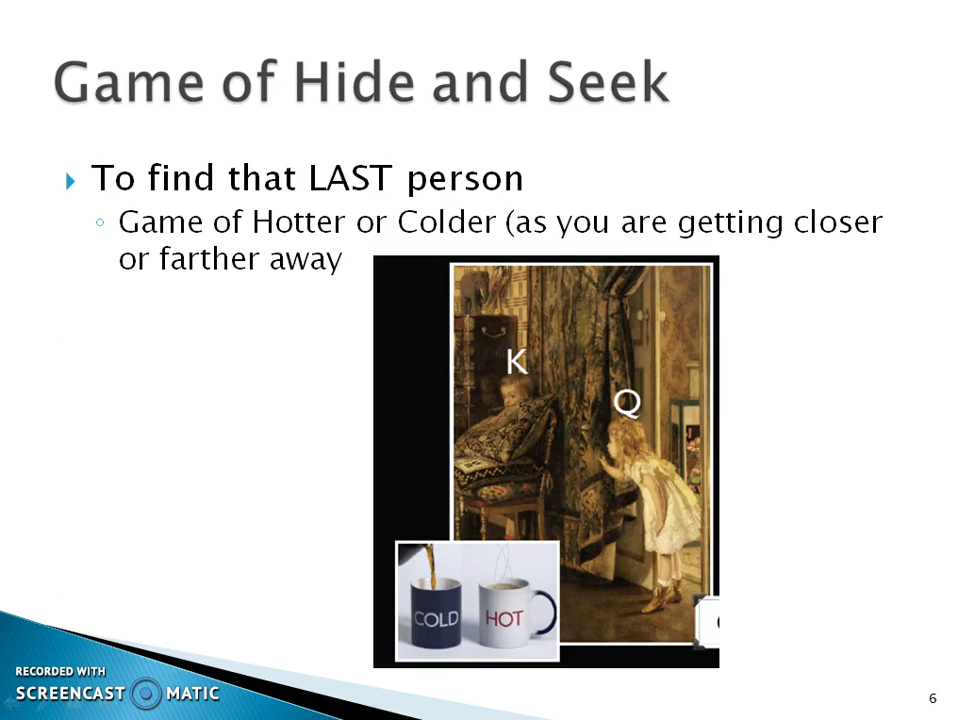 Game of Hide and Seek
To find that LAST person
Game of Hotter or Colder (as you are getting closer
or farther away
K
Q
COLD HOT
RECORDED WITH
SCREENCAST MATIC
6